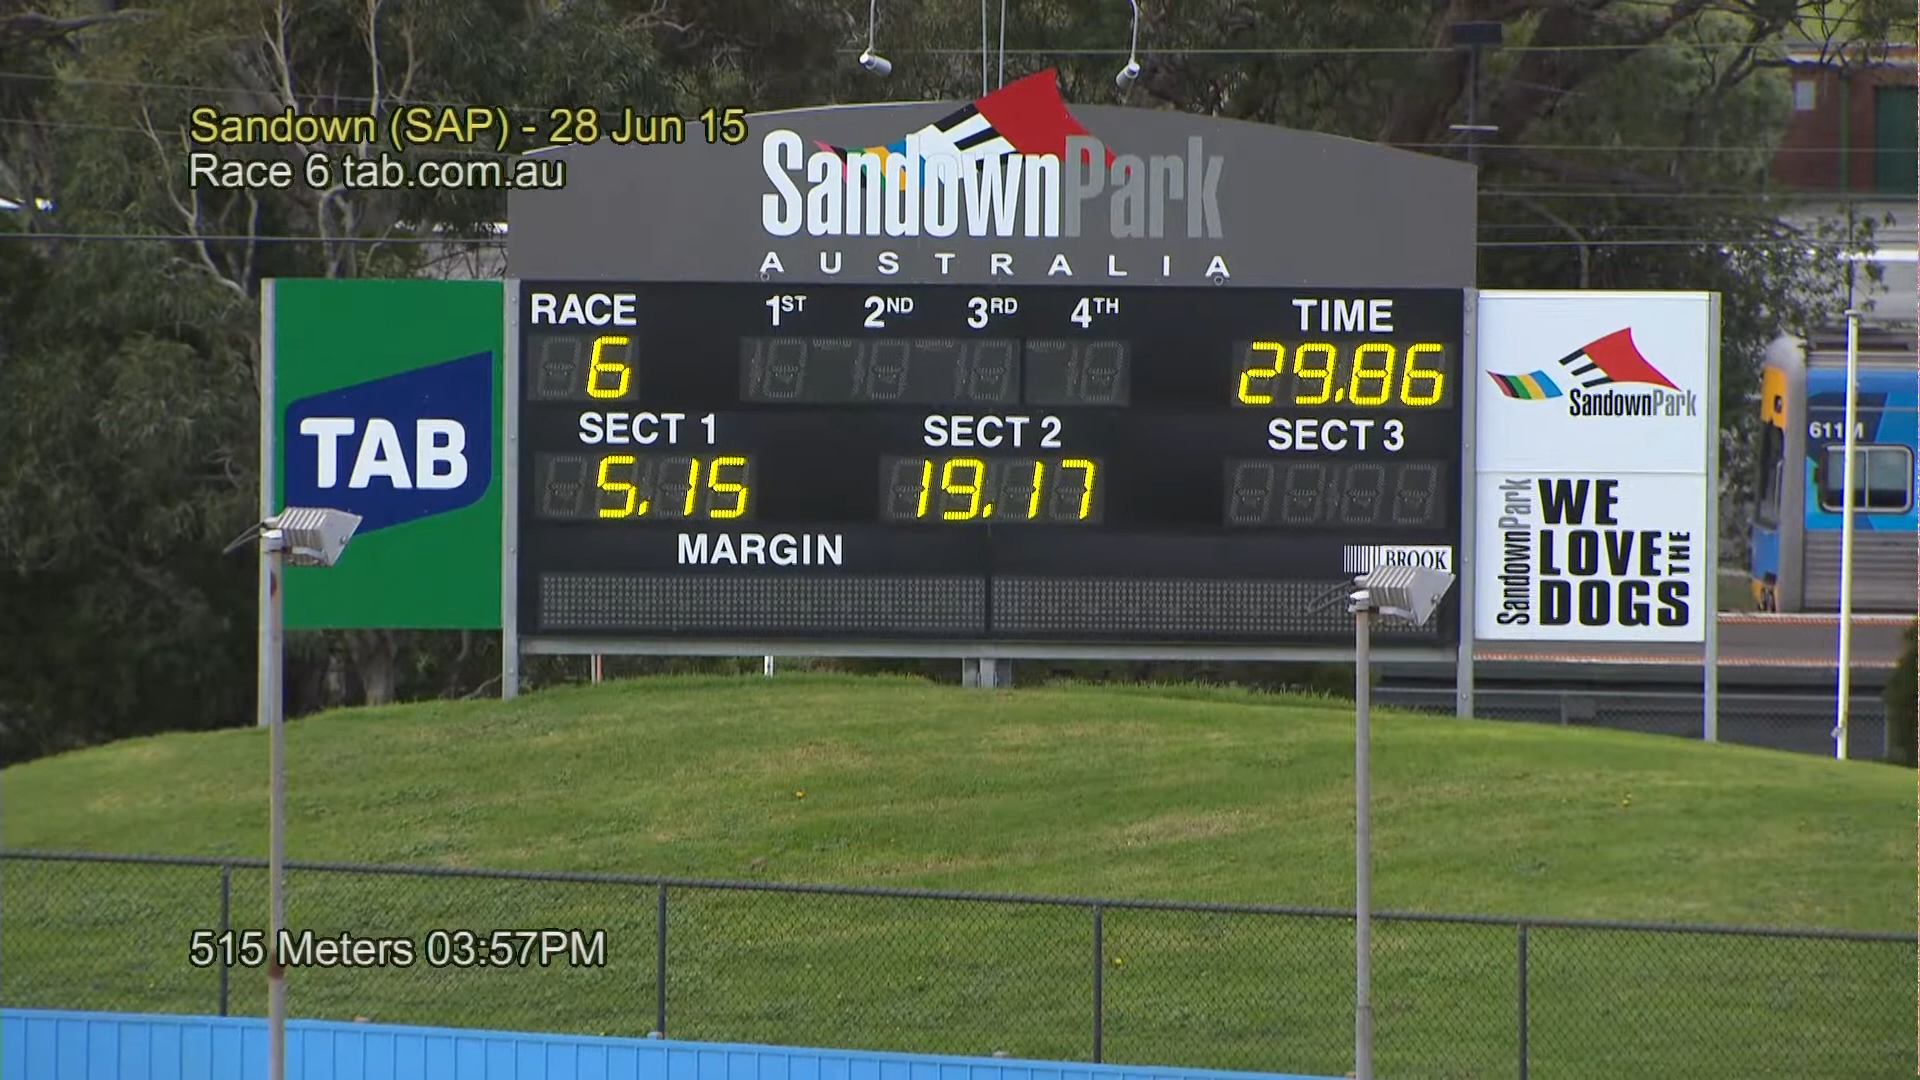 Sandown (SAP) - 28 Jun 15
Race 6 tab.com.au
SandownPark
AUSTRALIA
RACE 1ST 2ND 3RD 4TH TIME
6 29.86
SECT 1 SECT 2 SECT 3
5.15 19.17
MARGIN
BROOK
TAB
SandownPark
SandownPark
WE
LOVE THE
DOGS
611M
515 Meters 03:57PM